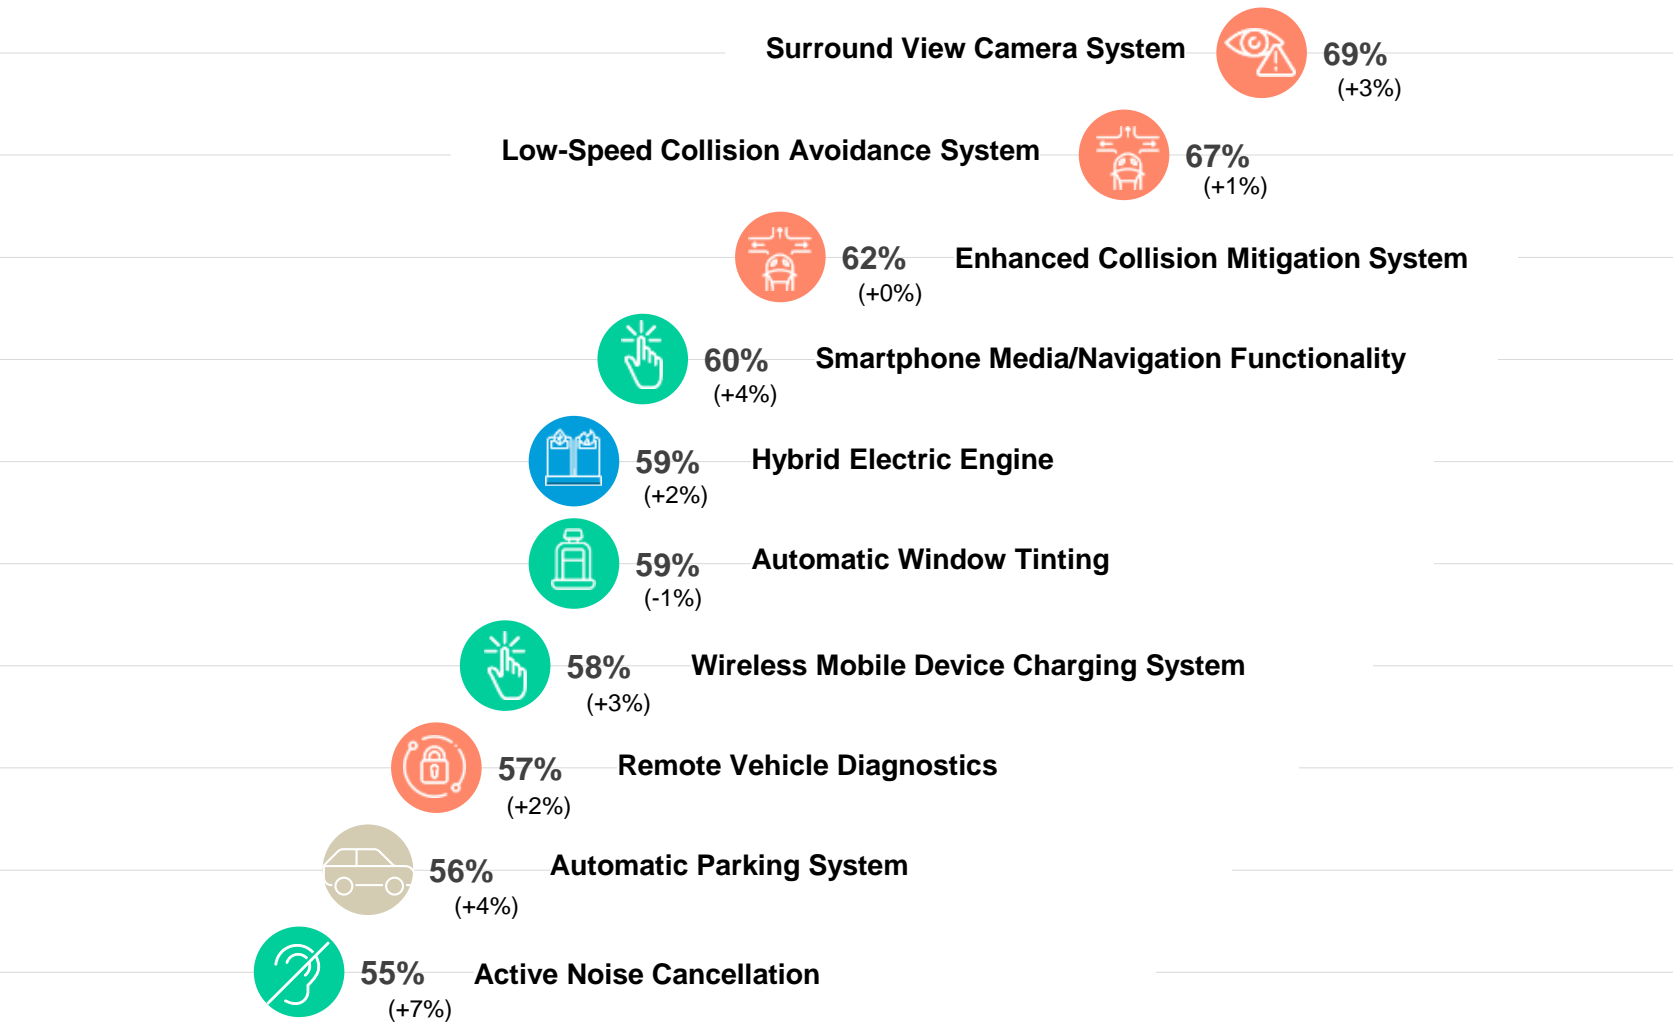 Surround View Camera System 69%
(+3%)
Low-Speed Collision Avoidance System 67%
(+1%)
62% Enhanced Collision Mitigation System
(+0%)
60% Smartphone Media/Navigation Functionality
(+4%)
59% Hybrid Electric Engine
(+2%)
59% Automatic Window Tinting
(-1%)
58% Wireless Mobile Device Charging System
(+3%)
57% Remote Vehicle Diagnostics
(+2%)
56% Automatic Parking System
(+4%)
55% Active Noise Cancellation
(+7%)